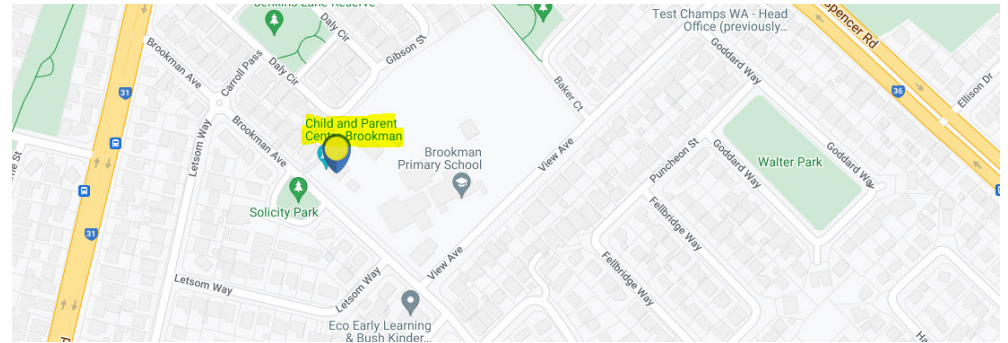 Jenkins Lane Reserve
Daly Cir
Gibson St
Test Champs WA - Head
Office (previously...
Spencer Rd
Brookman Ave
Carroll Pass
Daly Cir
Goddard Way
31
36
Ellison Dr
Baker Ct
Child and Parent
Centre Brookman
Letsom Way
Brookman Ave
Brookman
Primary School
View Ave
Puncheon St
Goddard Way
Walter Park
Goddard Way
Solicity Park
Fellbridge Way
31
View Ave
Fellbridge Way
Letsom Way
Letsom Way
Eco Early Learning
& Bush Kinder...